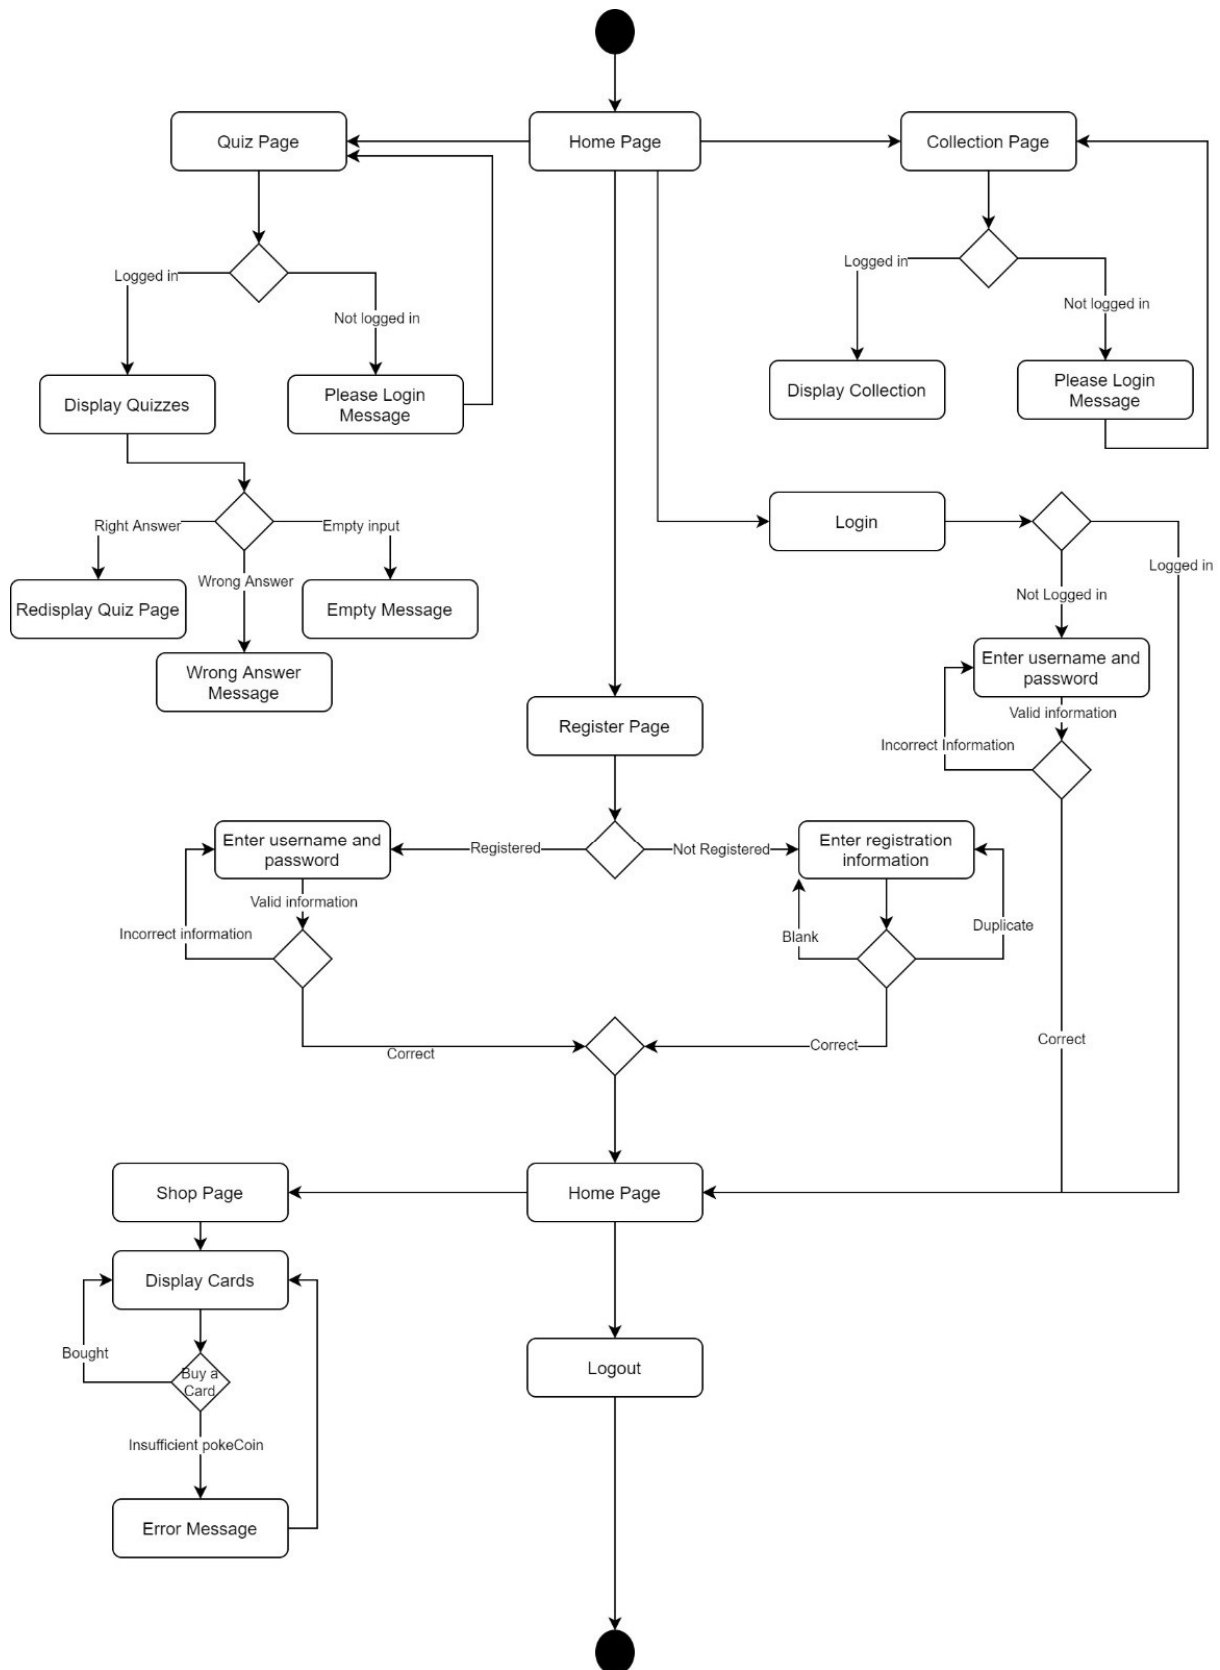 Quiz Page
Home Page
Collection Page
Logged in
Not logged in
Logged in
Not logged in
Display Quizzes
Please Login
Message
Display Collection
Please Login
Message
Right Answer
Wrong Answer
Empty input
Login
Logged in
Not Logged in
Redisplay Quiz Page
Empty Message
Wrong Answer
Message
Enter username and
password
Valid information
Incorrect Information
Register Page
Enter username and
password
Registered
Not Registered
Enter registration
information
Valid information
Incorrect information
Blank
Duplicate
Correct
Correct
Correct
Shop Page
Home Page
Display Cards
Bought
Buy a
Card
Logout
Insufficient pokeCoin
Error Message